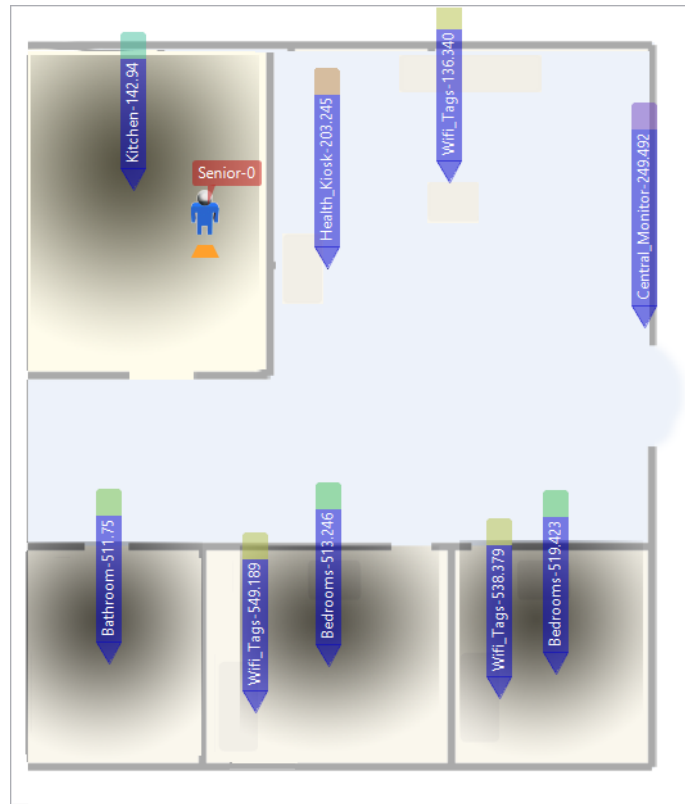 Kitchen-142.94
Senior-0
Health_Kiosk-203.245
Wifi_Tags-136.340
Central_Monitor-249.492
Bathroom-511.75
Wifi_Tags-549.189
Bedrooms-513.246
Wifi_Tags-538.379
Bedrooms-519.423